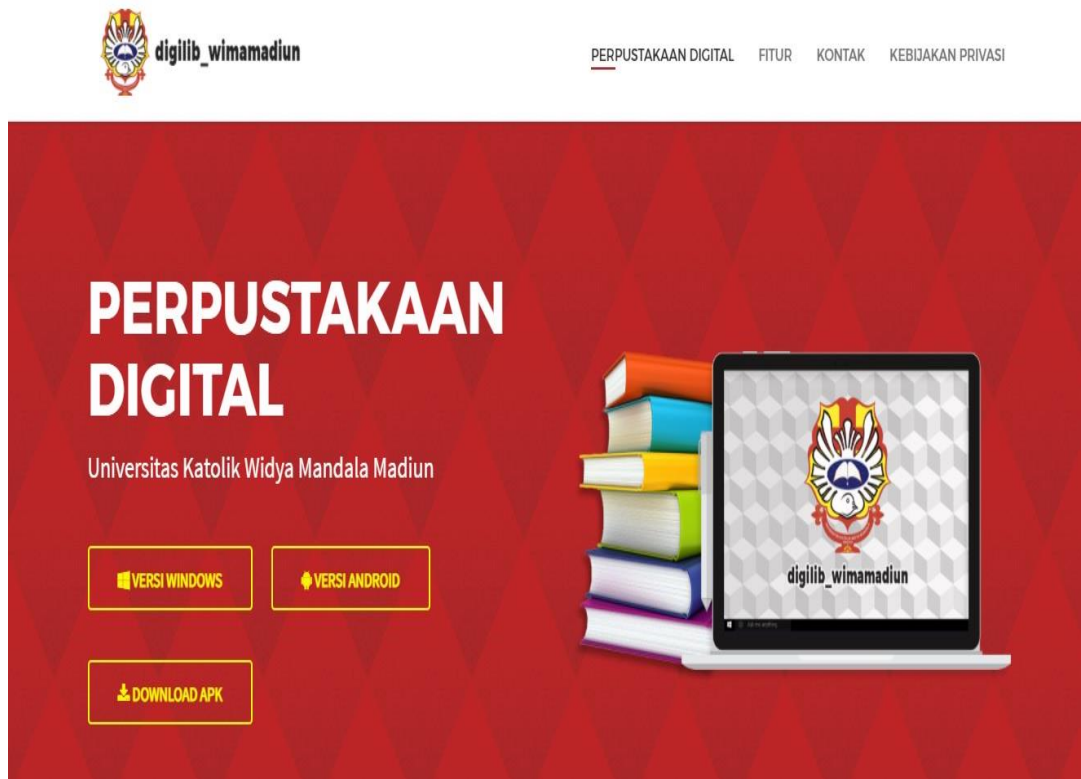 digilib_wimamadiun
PERPUSTAKAAN DIGITAL FITUR KONTAK KEBIJAKAN PRIVASI
PERPUSTAKAAN
DIGITAL
Universitas Katolik Widya Mandala Madiun
VERSI WINDOWS VERSI ANDROID
DOWNLOAD APK
digilib_wimamadiun